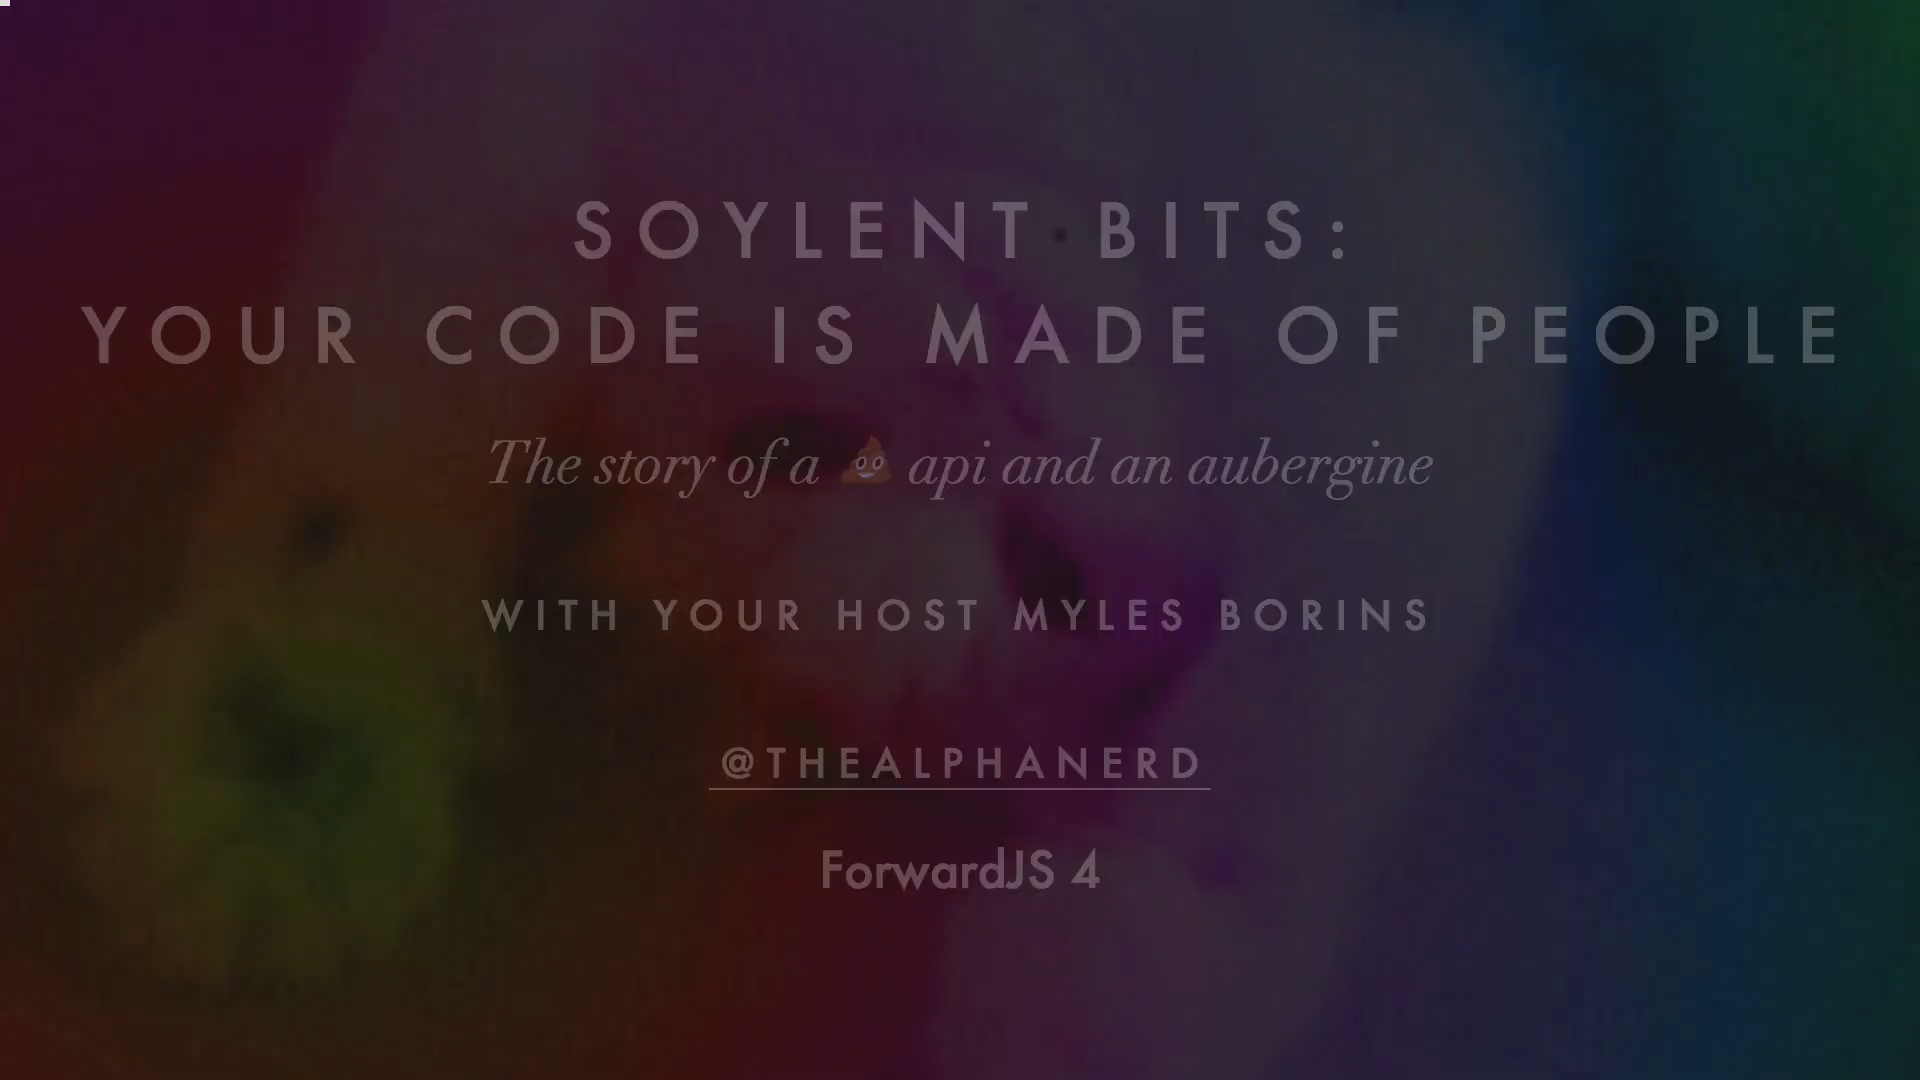 SOYLENT BITS:
YOUR CODE IS MADE OF PEOPLE
The story of a 💩 api and an aubergine
WITH YOUR HOST MYLES BORINS
@THEALPHANERD
ForwardJS 4